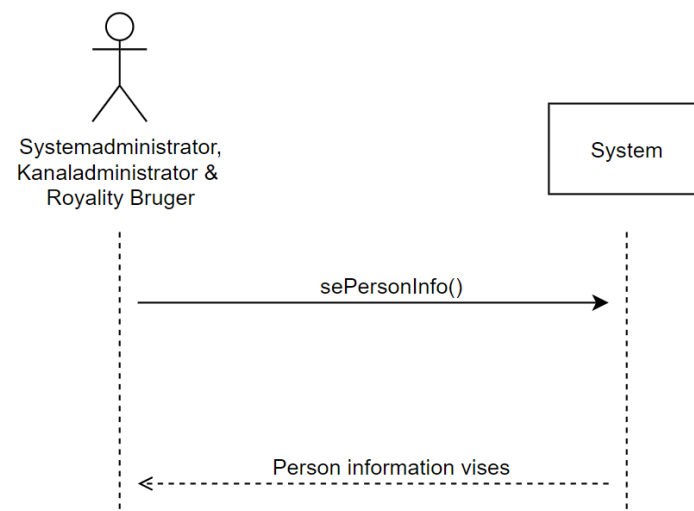 Systemadministrator,
Kanaladministrator &
Royality Bruger
System
sePersonInfo()
Person information vises